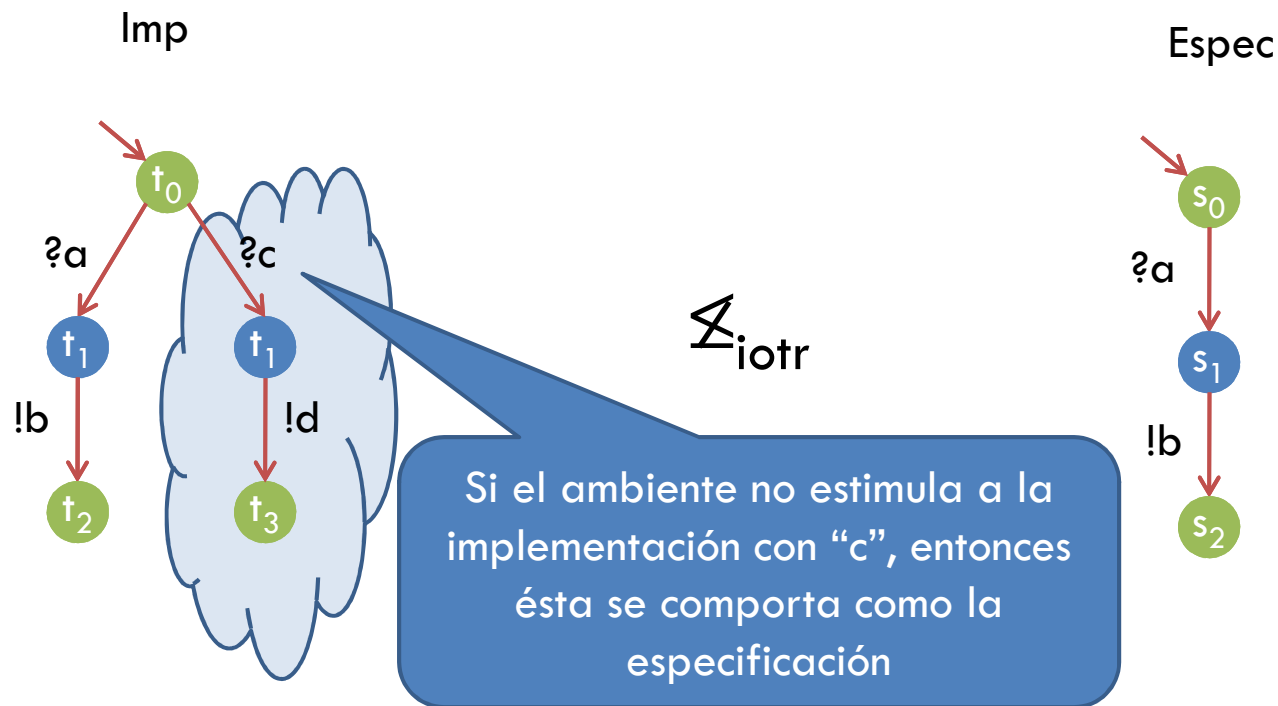 Imp
Espec
t₀
?a
?c
t₁
t₁
!b
!d
t₂
t₃
≰iotr
s₀
?a
s₁
!b
s₂
Si el ambiente no estimula a la
implementación con “c”, entonces
ésta se comporta como la
especificación